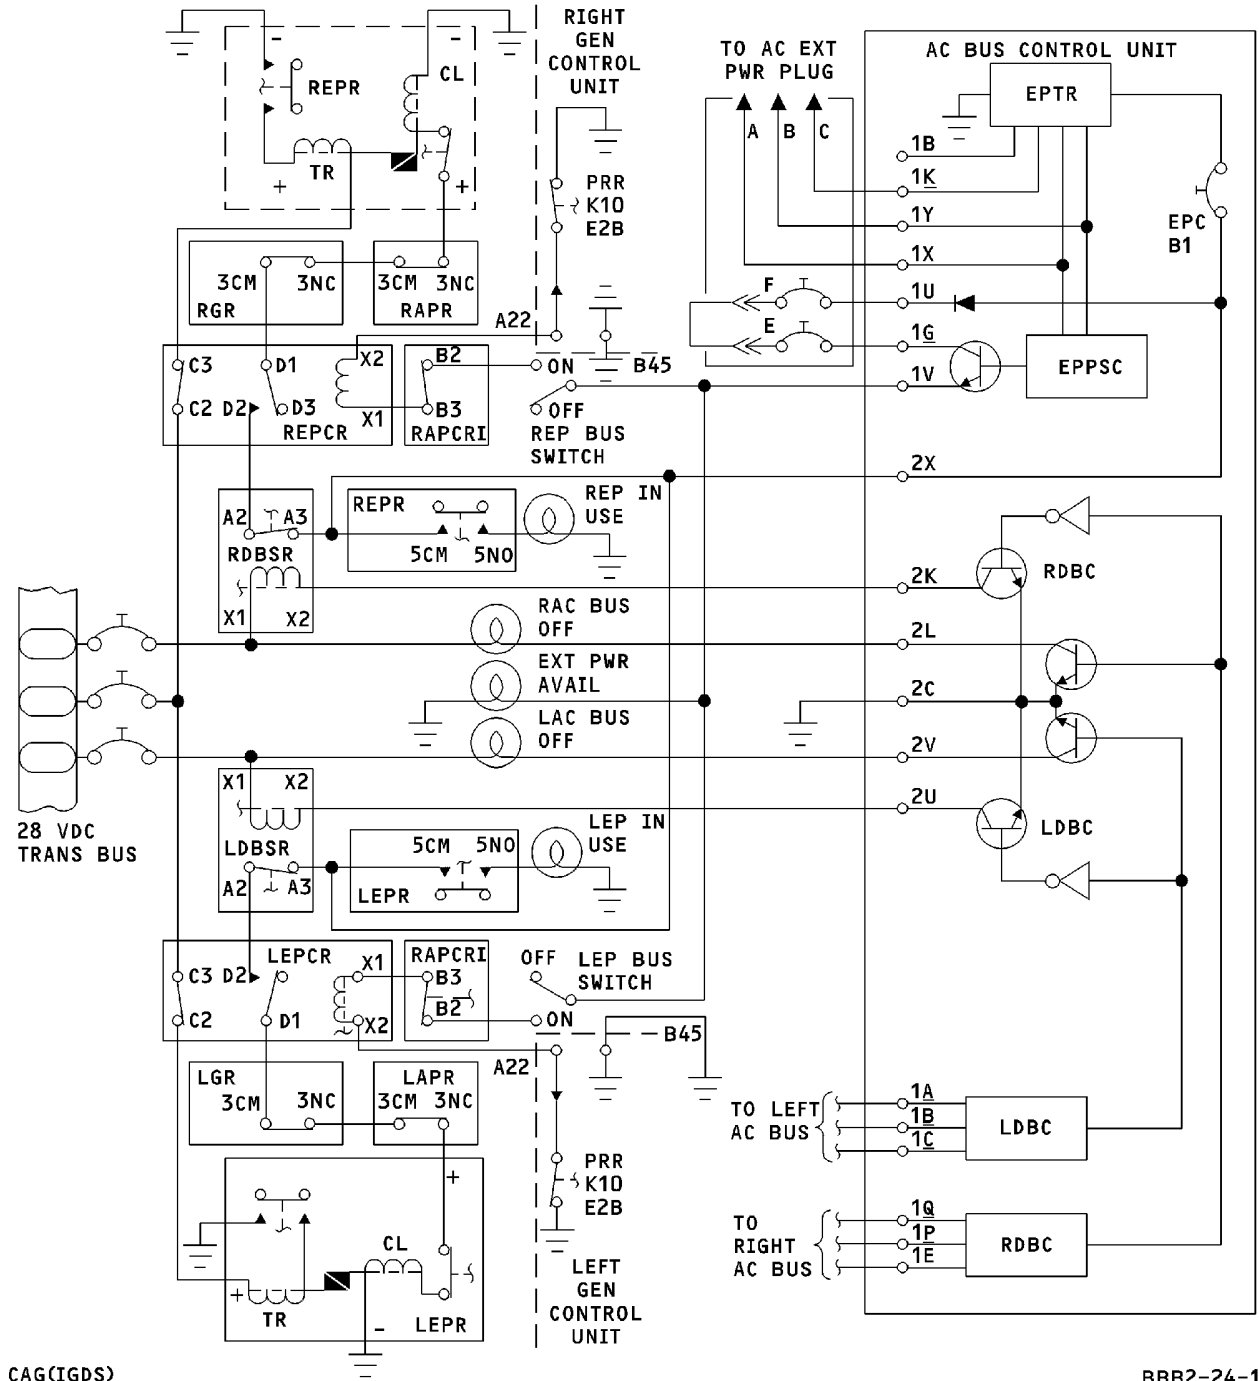 RIGHT
GEN
CONTROL
UNIT
TO AC EXT
PWR PLUG
AC BUS CONTROL UNIT
-
-
REPR
CL
EPTR
A
B
C
1B
1K
TR
+
+
PRR
K10
E2B
1Y
EPC
B1
1X
3CM
3NC
RGR
3CM
3NC
RAPR
F
1U
A22
E
1G
C3
D1
X2
B2
ON
B45
1V
EPPSC
C2
D2
D3
X1
REPCR
B3
RAPCRI
OFF
REP BUS
SWITCH
2X
A2
A3
RDBSR
REPR
5CM
5NO
REP IN
USE
X1
X2
2K
RDBC
RAC BUS
OFF
2L
EXT PWR
AVAIL
2C
LAC BUS
OFF
2V
X1
X2
2U
28 VDC
TRANS BUS
LDBSR
A2
A3
5CM
5NO
LEPR
LEP IN
USE
LDBC
C3
D2
LEPCR
X1
RAPCRI
B3
B2
OFF
LEP BUS
SWITCH
C2
D1
X2
ON
B45
A22
LGR
3CM
3NC
LAPR
3CM
3NC
TO LEFT
AC BUS
1A
1B
1C
LDBC
+
PRR
K10
E2B
TO
RIGHT
AC BUS
1Q
1P
1E
RDBC
CL
+
TR
-
LEPR
LEFT
GEN
CONTROL
UNIT
CAG(IGDS)
BBB2-24-1